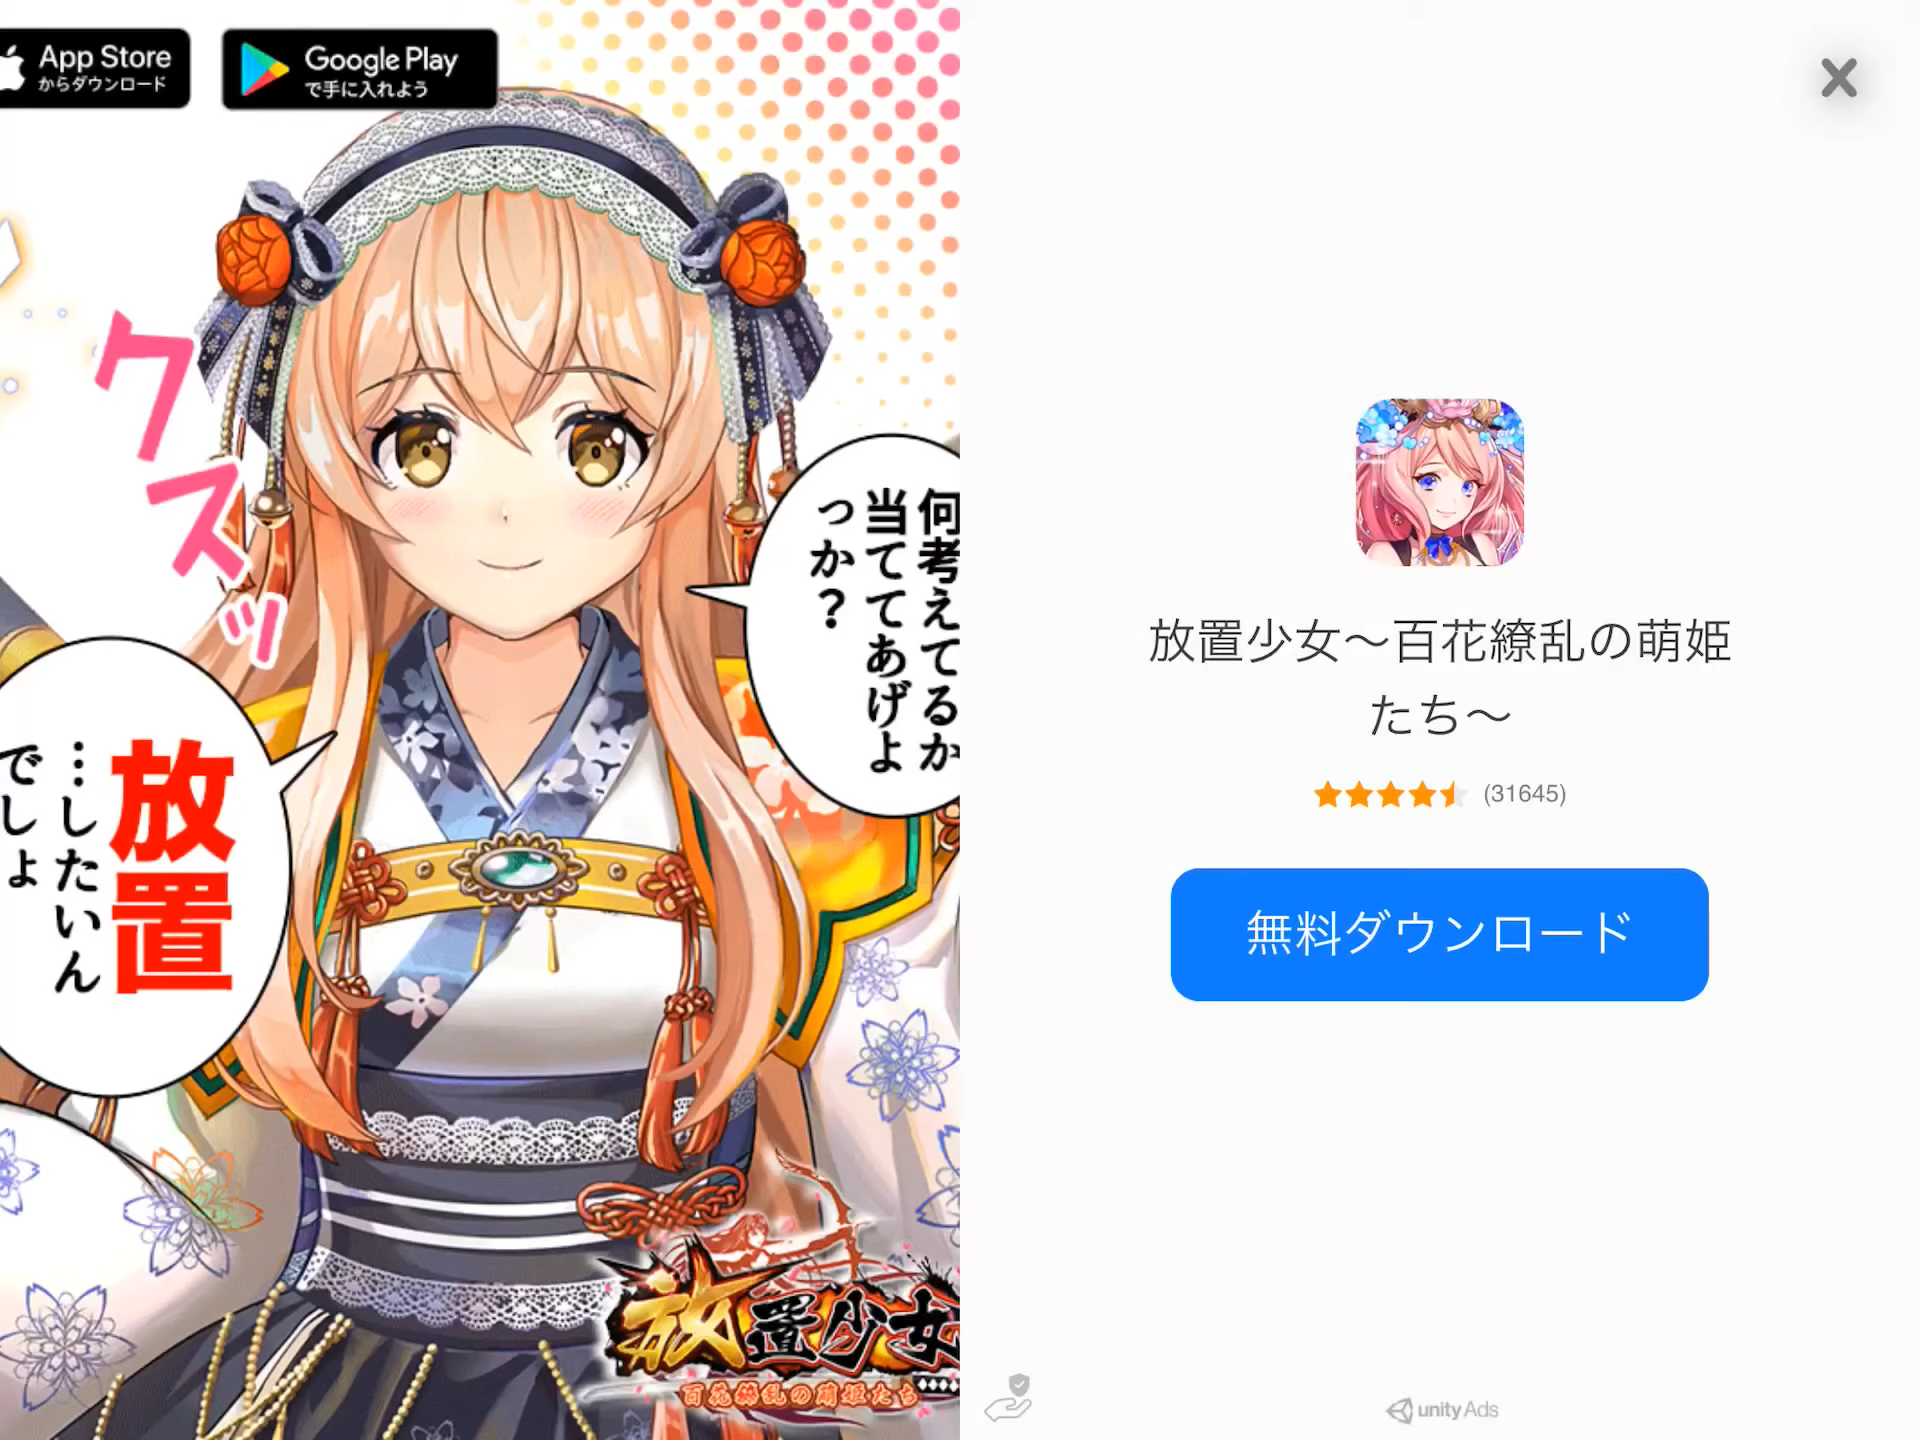 App Store
からダウンロード
Google Play
で手に入れよう
クスッ
何考えてるか
当ててあげよ
っか？
放置
…したいん
でしょ
放置少女
百花繚乱の萌姫たち
放置少女～百花繚乱の萌姫
たち～
(31645)
無料ダウンロード
unity Ads